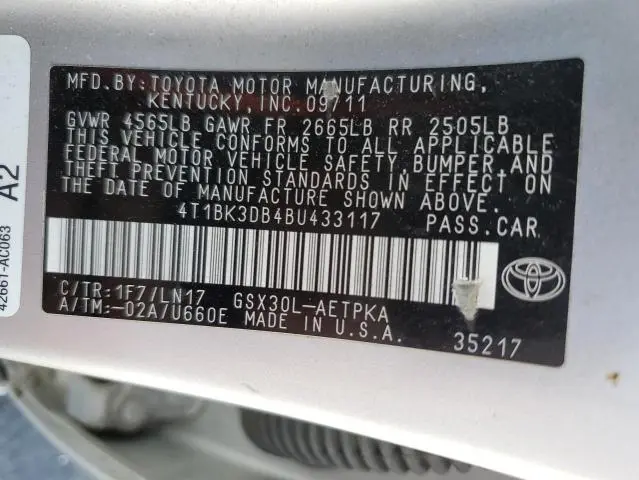 MFD.BY:TOYOTA MOTOR MANUFACTURING,
KENTUCKY, INC. 09/11
GVWR 4565LB GAWR FR 2665LB RR 2505LB
THIS VEHICLE CONFORMS TO ALL APPLICABLE
FEDERAL MOTOR VEHICLE SAFETY, BUMPER, AND
THEFT PREVENTION STANDARDS IN EFFECT ON
THE DATE OF MANUFACTURE SHOWN ABOVE.
4T1BK3DB4BU433117 PASS.CAR
C/TR:1F7/LN17 GSX30L-AETPKA
A/TM:-02A/U660E MADE IN U.S.A.
35217
TOYOTA
42661-AC063
A2